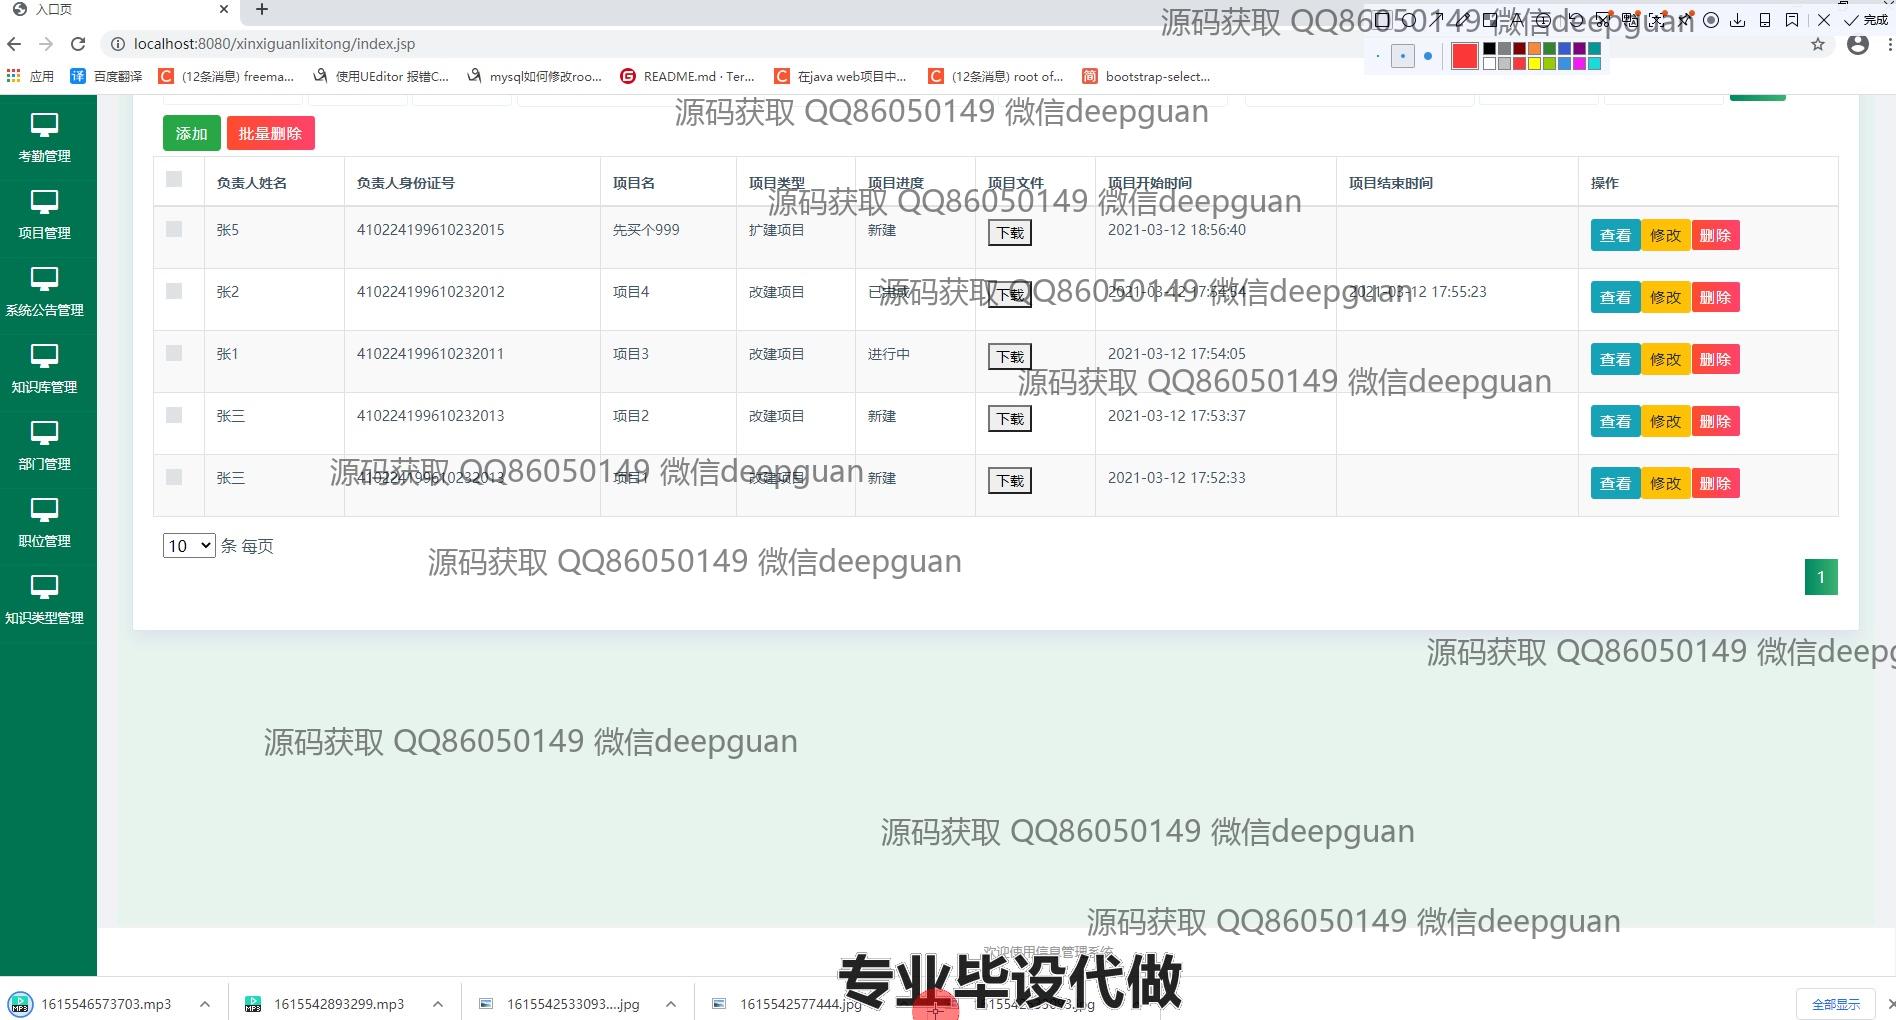 入口页
源码获取 QQ86050149 微信deepguan
完成
localhost:8080/xinxiguanlixitong/index.jsp
应用 百度翻译 (12条消息) freema... 使用UEditor 报错C... mysql如何修改roo... README.md · Ter... 在java web项目中... (12条消息) root of... bootstrap-select...
源码获取 QQ86050149 微信deepguan
添加 批量删除
考勤管理
项目管理
系统公告管理
知识库管理
部门管理
职位管理
知识类型管理
负责人姓名 负责人身份证号 项目名 项目类型 项目进度 项目文件 项目开始时间 项目结束时间 操作
源码获取 QQ86050149 微信deepguan
张5 410224199610232015 先买个999 扩建项目 新建 下载 2021-03-12 18:56:40 查看 修改 删除
张2 410224199610232012 项目4 改建项目 已完成 下载 2021-03-12 17:54:54 2021-03-12 17:55:23 查看 修改 删除
源码获取 QQ86050149 微信deepguan
张1 410224199610232011 项目3 改建项目 进行中 下载 2021-03-12 17:54:05 查看 修改 删除
源码获取 QQ86050149 微信deepguan
张三 410224199610232013 项目2 改建项目 新建 下载 2021-03-12 17:53:37 查看 修改 删除
张三 410224199610232013 项目1 改建项目 新建 下载 2021-03-12 17:52:33 查看 修改 删除
源码获取 QQ86050149 微信deepguan
10 条 每页
源码获取 QQ86050149 微信deepguan
1
源码获取 QQ86050149 微信deepg
源码获取 QQ86050149 微信deepguan
源码获取 QQ86050149 微信deepguan
源码获取 QQ86050149 微信deepguan
欢迎使用信息管理系统
专业毕设代做
1615546573703.mp3 1615542893299.mp3 1615542533093....jpg 1615542577444.jpg 全部显示